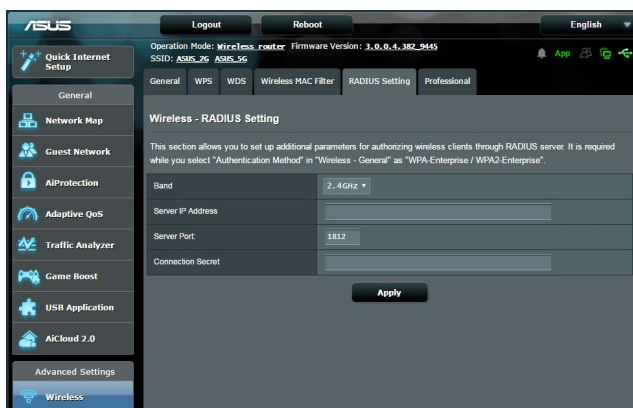 ASUS
Logout
Reboot
English
Quick Internet Setup
Operation Mode: Wireless router Firmware Version: 3.0.0.4.382_9445
SSID: ASUS_2G ASUS_5G
App
General
WPS
WDS
Wireless MAC Filter
RADIUS Setting
Professional
General
Network Map
Guest Network
AiProtection
Adaptive QoS
Traffic Analyzer
Game Boost
USB Application
AiCloud 2.0
Advanced Settings
Wireless
Wireless - RADIUS Setting
This section allows you to set up additional parameters for authorizing wireless clients through RADIUS server. It is required
while you select "Authentication Method" in "Wireless - General" as "WPA-Enterprise / WPA2-Enterprise".
Band
2.4GHz
Server IP Address
Server Port:
1812
Connection Secret
Apply